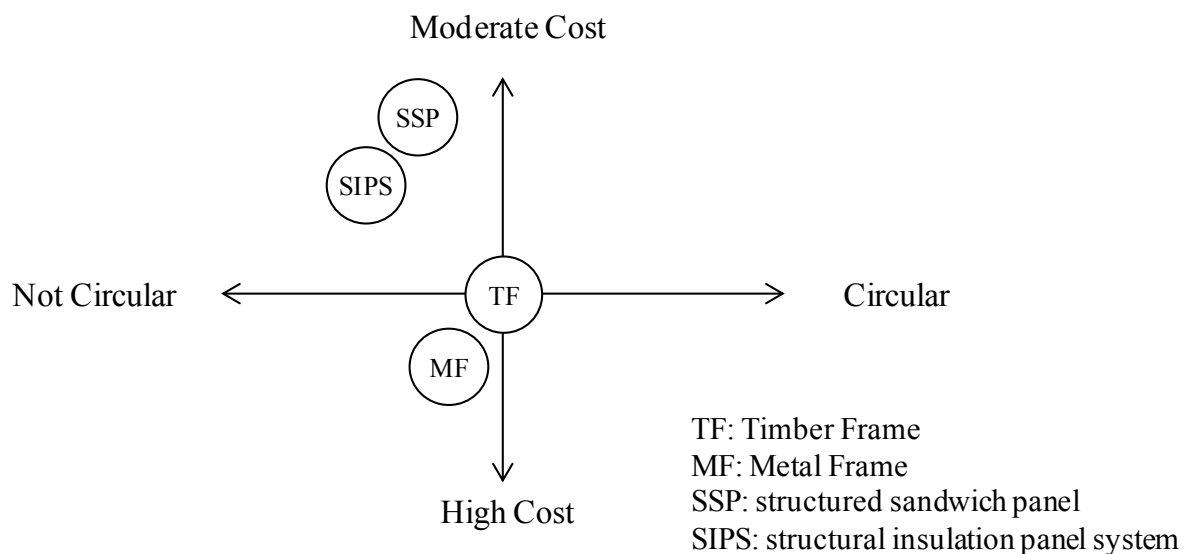 Moderate Cost
SSP
SIPS
Not Circular
TF
Circular
MF
TF: Timber Frame
MF: Metal Frame
SSP: structured sandwich panel
High Cost
SIPS: structural insulation panel system